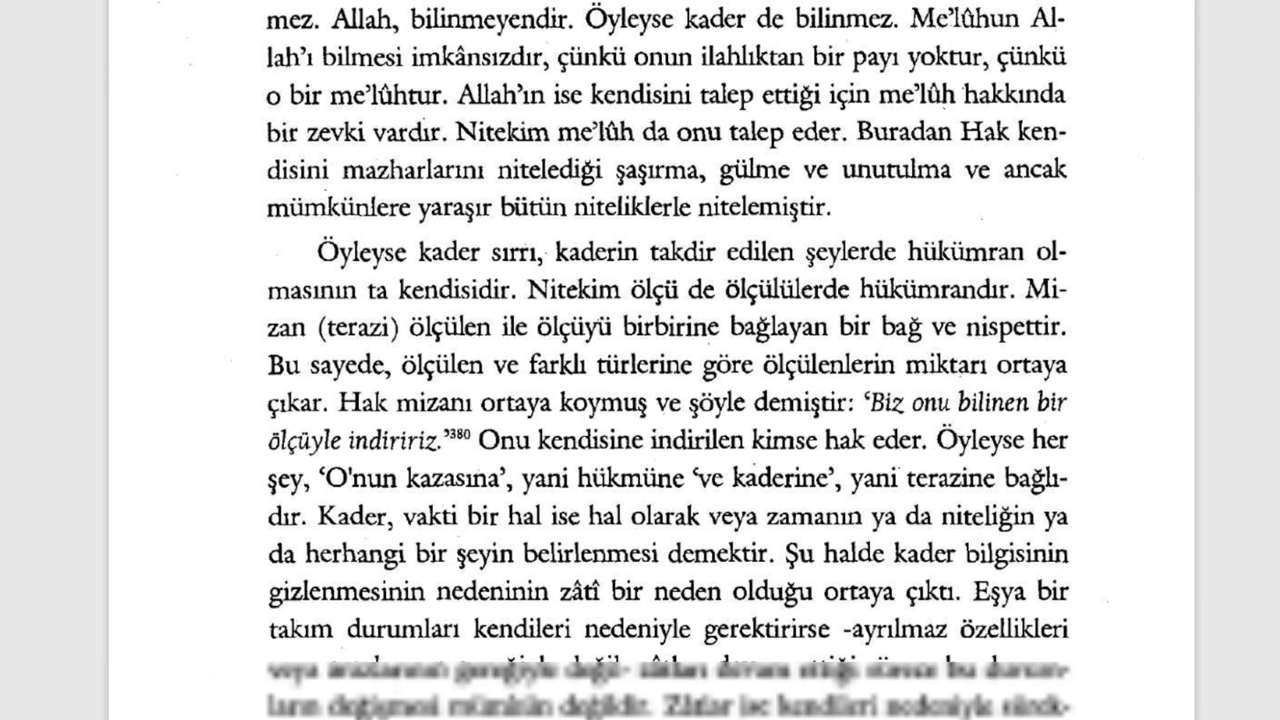 mez. Allah, bilinmeyendir. Öyleyse kader de bilinmez. Me’lûhun Al-
lah’ı bilmesi imkânsızdır, çünkü onun ilahlıktan bir payı yoktur, çünkü
o bir me’lûhtur. Allah’ın ise kendisini talep ettiği için me’lûh hakkında
bir zevki vardır. Nitekim me’lûh da onu talep eder. Buradan Hak ken-
disini mazharlarını nitelediği şaşırma, gülme ve unutulma ve ancak
mümkünlere yaraşır bütün niteliklerle nitelemiştir.
Öyleyse kader sırrı, kaderin takdir edilen şeylerde hükümran ol-
masının ta kendisidir. Nitekim ölçü de ölçülülerde hükümrandır. Mi-
zan (terazi) ölçülen ile ölçüyü birbirine bağlayan bir bağ ve nispettir.
Bu sayede, ölçülen ve farklı türlerine göre ölçülenlerin miktarı ortaya
çıkar. Hak mizanı ortaya koymuş ve şöyle demiştir: ‘Biz onu bilinen bir
ölçüyle indiririz.’³⁸⁰ Onu kendisine indirilen kimse hak eder. Öyleyse her
şey, ‘O'nun kazasına’, yani hükmüne ‘ve kaderine’, yani terazine bağlı-
dır. Kader, vakti bir hal ise hal olarak veya zamanın ya da niteliğin ya
da herhangi bir şeyin belirlenmesi demektir. Şu halde kader bilgisinin
gizlenmesinin nedeninin zâtî bir neden olduğu ortaya çıktı. Eşya bir
takım durumları kendileri nedeniyle gerektirirse -ayrılmaz özellikleri